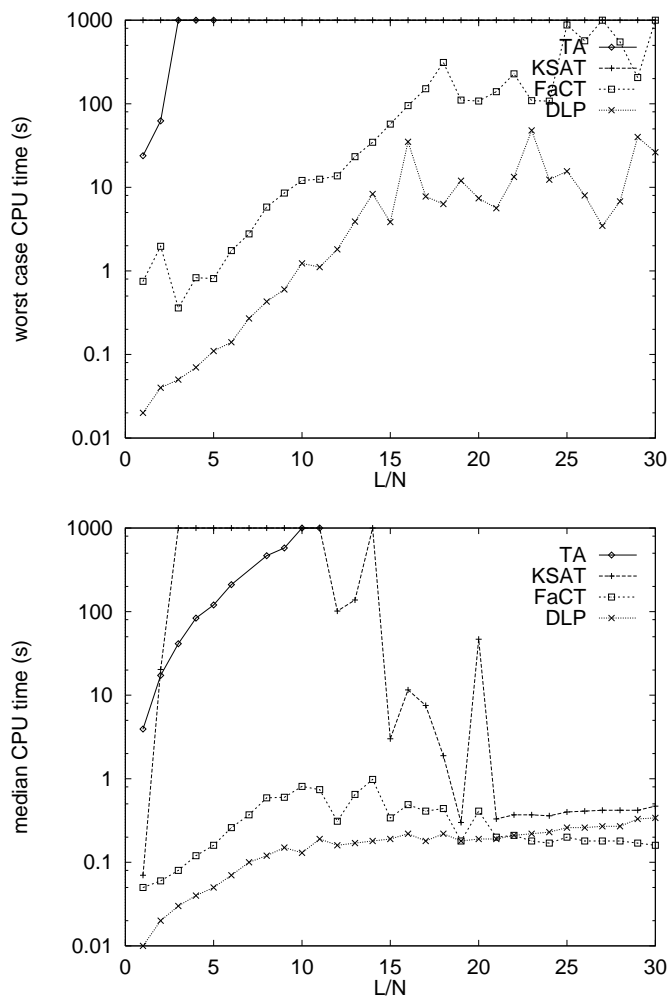 1000
100
10
1
0.1
0.01
worst case CPU time (s)
0 5 10 15 20 25 30
L/N
TA
KSAT
FaCT
DLP
1000
100
10
1
0.1
0.01
median CPU time (s)
0 5 10 15 20 25 30
L/N
TA
KSAT
FaCT
DLP